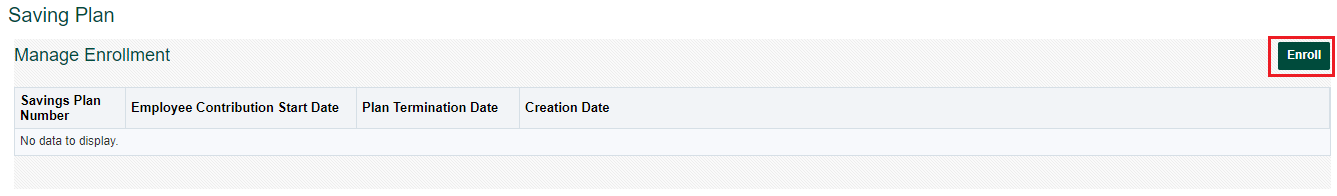 Saving Plan
Manage Enrollment
Enroll
Savings Plan
Number
Employee Contribution Start Date
Plan Termination Date
Creation Date
No data to display.